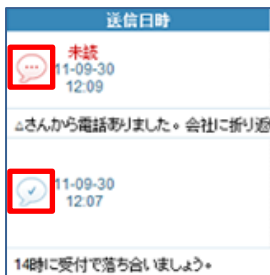 送信日時
未読
11-09-30
12:09
△さんから電話ありました。会社に折り返
11-09-30
12:07
14時に受付で落ち合いましょう。